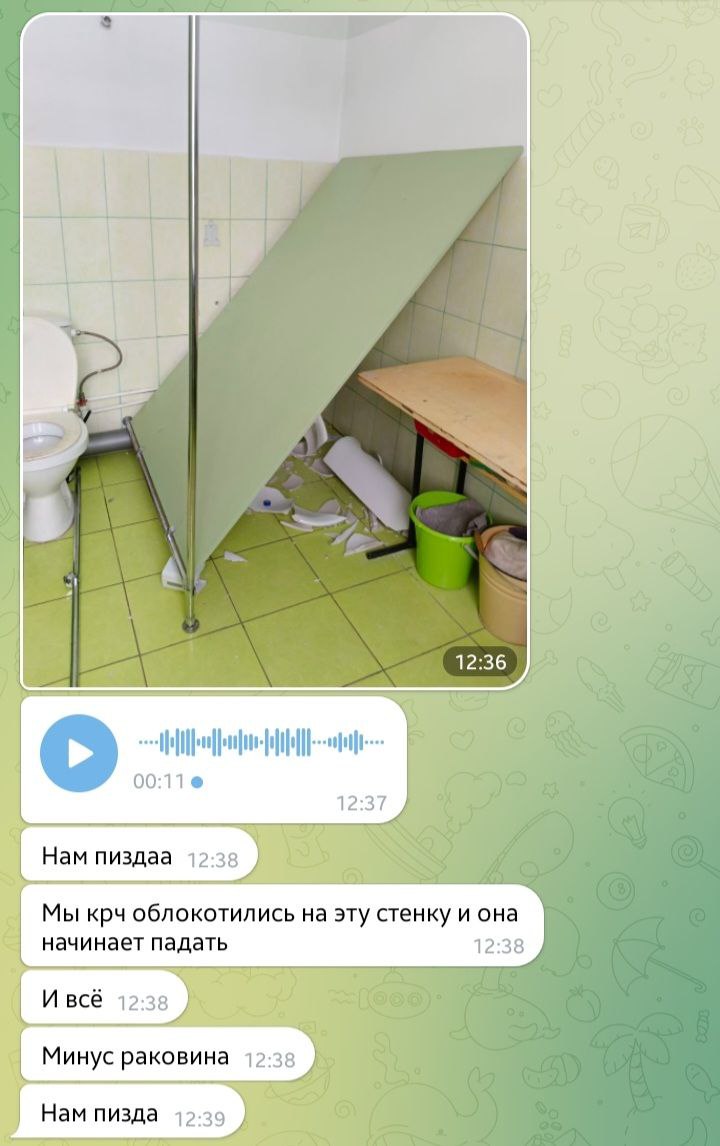 12:36
00:11
12:37
Нам пиздаа 12:38
Мы крч облокотились на эту стенку и она
начинает падать 12:38
И всё 12:38
Минус раковина 12:38
Нам пизда 12:39